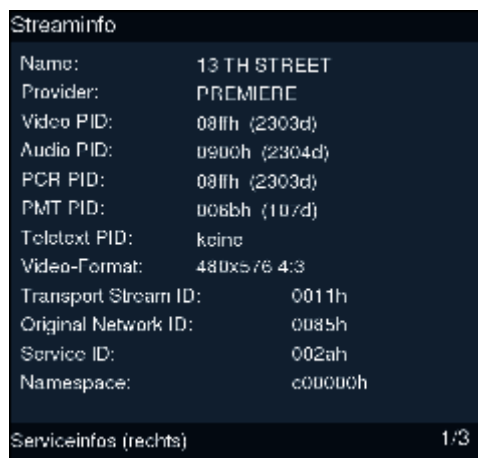 Streaminfo
Name: 13 TH STREET
Provider: PREMIERE
Video PID: 08ffh (2303d)
Audio PID: 0900h (2304d)
PCR PID: 08ffh (2303d)
PMT PID: 006bh (107d)
Teletext PID: keine
Video-Format: 480x576 4:3
Transport Stream ID: 0011h
Original Network ID: 0085h
Service ID: 002ah
Namespace: c00000h
Serviceinfos (rechts) 1/3